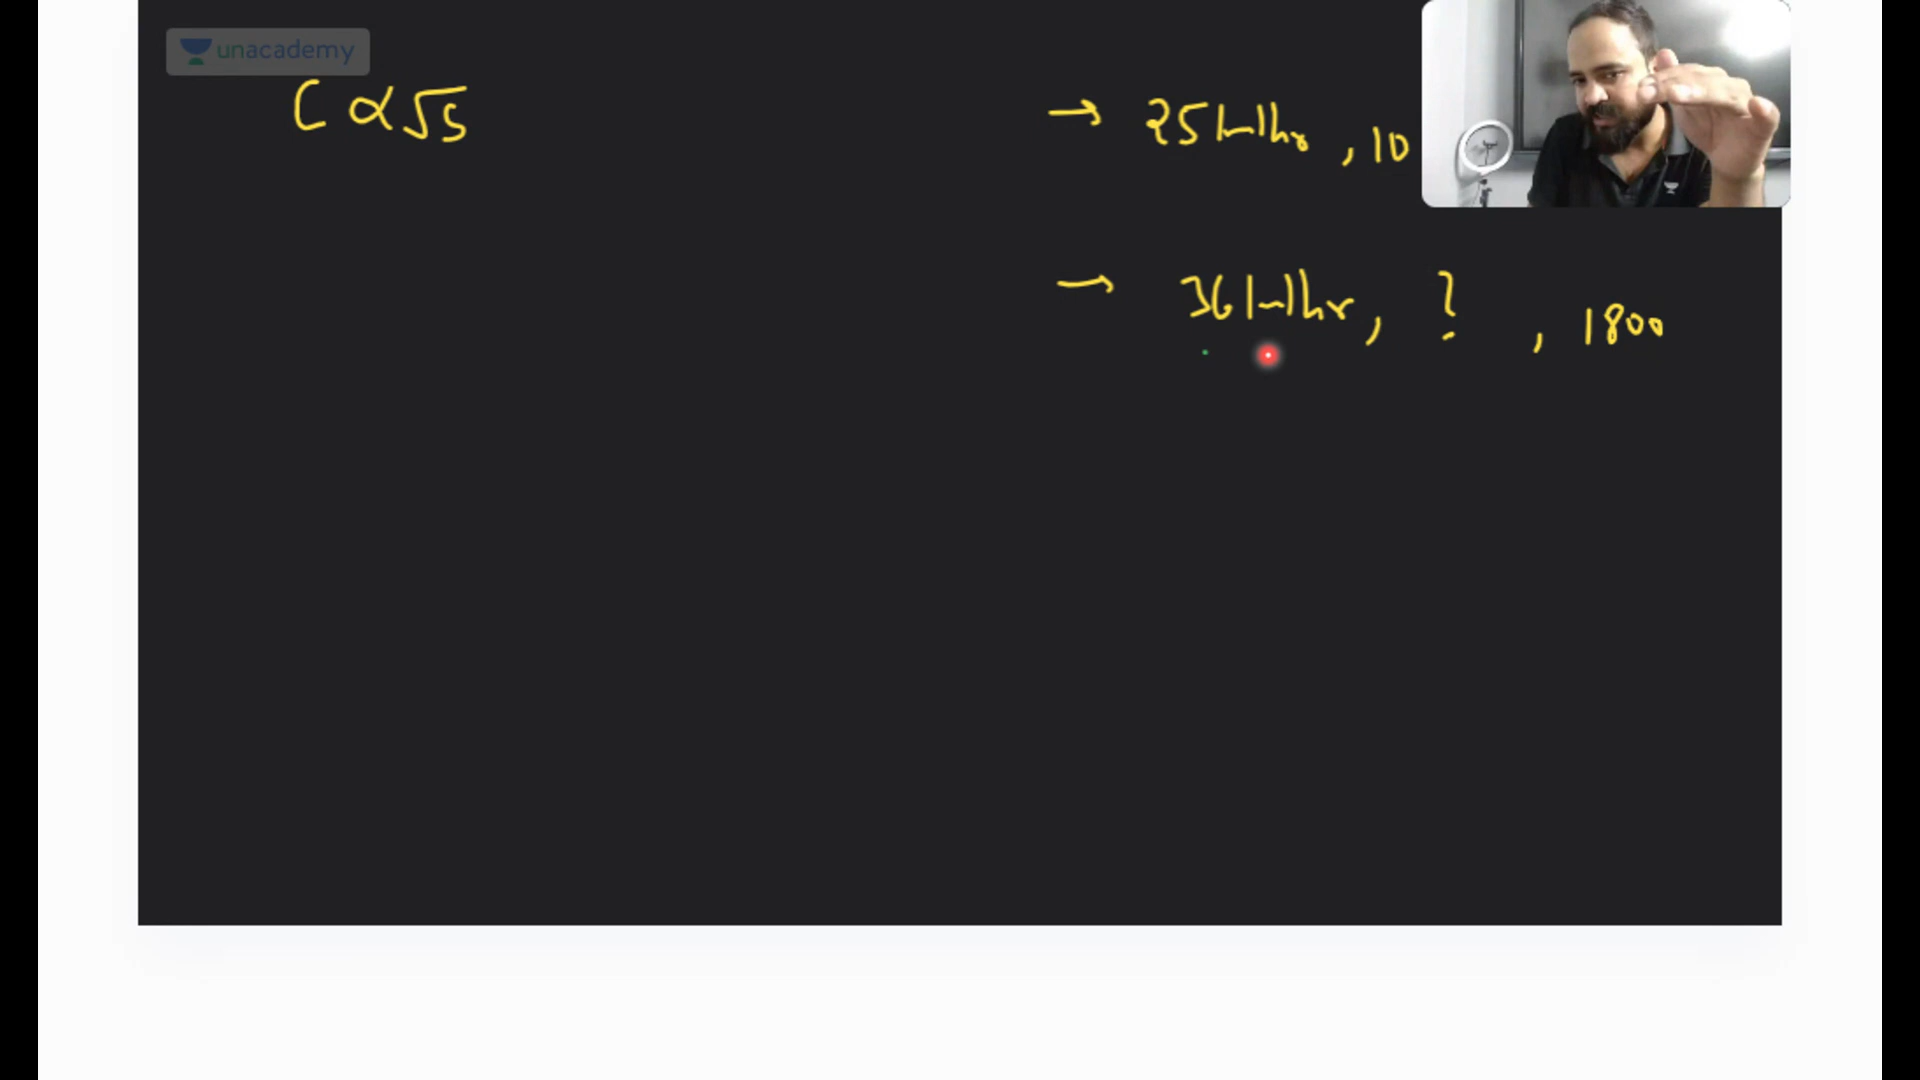 unacademy
C ∝ √S
→ 25 km/hr , 10
→ 36 km/hr , ? , 1800